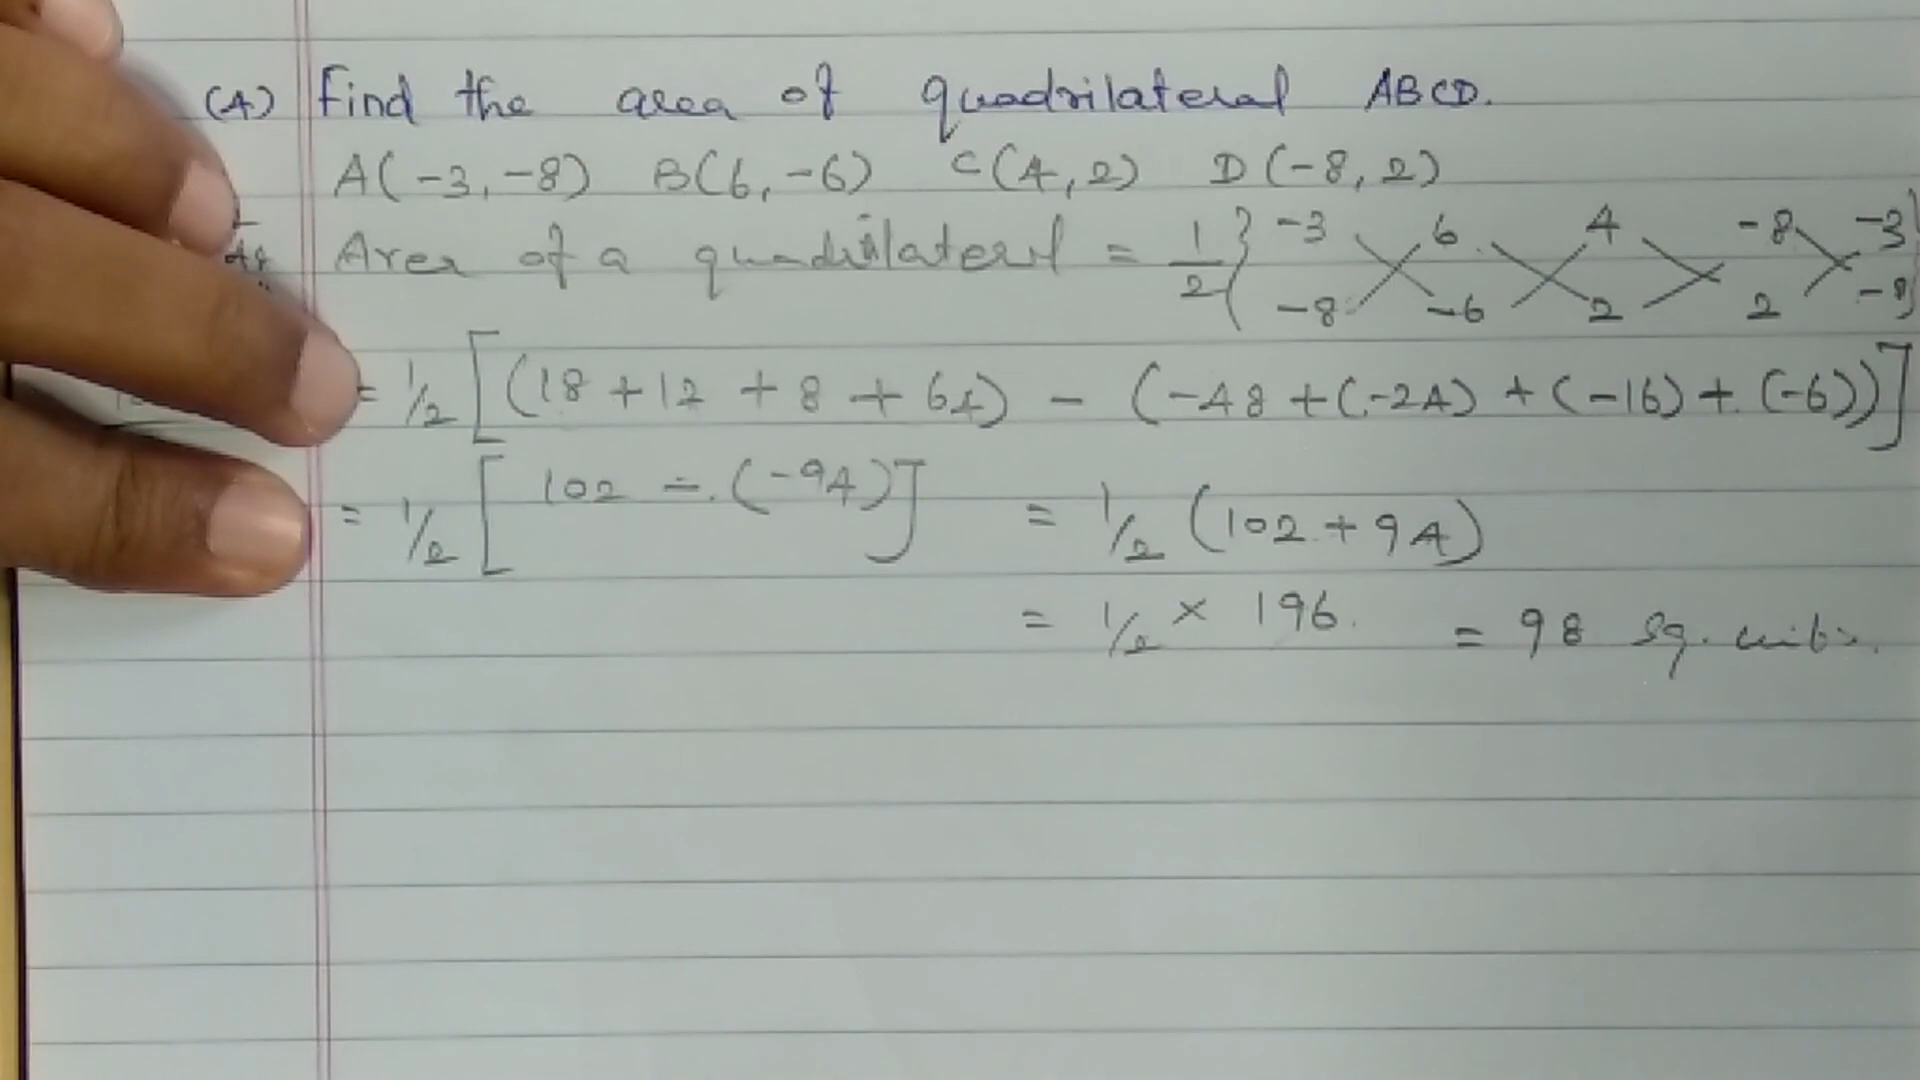 (4) Find the area of quadrilateral ABCD.
A(-3,-8) B(6,-6) C(4,2) D(-8,2)
Area of a quadrilateral = 1/2 { -3 6 4 -8 -3
-8 -6 2 2 -8 }
= 1/2 [(18 + 12 + 8 + 64) - (-48 + (-24) + (-16) + (-6))]
= 1/2 [102 - (-94)] = 1/2 (102 + 94)
= 1/2 × 196. = 98 sq. units.